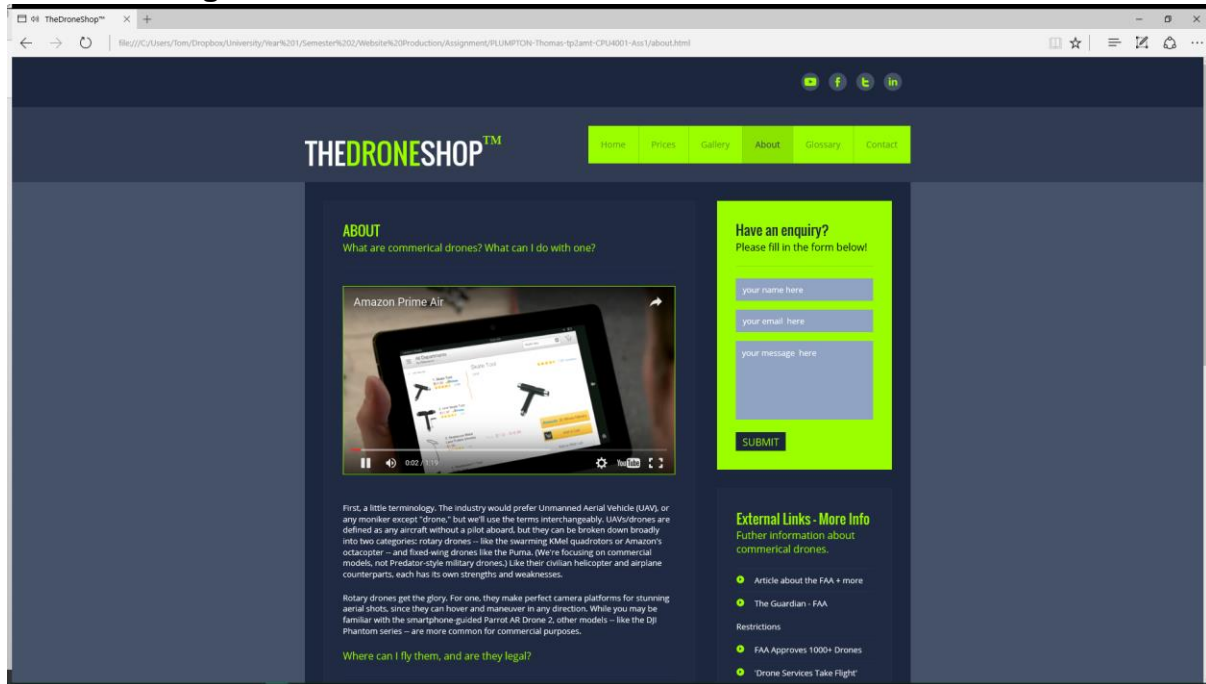 TheDroneShop™
file:///C:/Users/Tom/Dropbox/University/Year%201/Semester%202/Website%20Production/Assignment/PLUMPTON-Thomas-tp2amt-CPU4001-Ass1/about.html
THEDRONESHOP™
Home Prices Gallery About Glossary Contact
ABOUT
What are commerical drones? What can I do with one?
Amazon Prime Air
0:02 / 1:19
YouTube
First, a little terminology. The industry would prefer Unmanned Aerial Vehicle (UAV), or
any moniker except "drone," but we'll use the terms interchangeably. UAVs/drones are
defined as any aircraft without a pilot aboard, but they can be broken down broadly
into two categories: rotary drones -- like the swarming KMel quadrotors or Amazon's
octacopter -- and fixed-wing drones like the Puma. (We're focusing on commercial
models, not Predator-style military drones.) Like their civilian helicopter and airplane
counterparts, each has its own strengths and weaknesses.
Rotary drones get the glory. For one, they make perfect camera platforms for stunning
aerial shots, since they can hover and maneuver in any direction. While you may be
familiar with the smartphone-guided Parrot AR Drone 2, other models -- like the DJI
Phantom series -- are more common for commercial purposes.
Where can I fly them, and are they legal?
Have an enquiry?
Please fill in the form below!
your name here
your email here
your message here
SUBMIT
External Links - More Info
Futher information about
commerical drones.
Article about the FAA + more
The Guardian - FAA
Restrictions
FAA Approves 1000+ Drones
'Drone Services Take Flight'